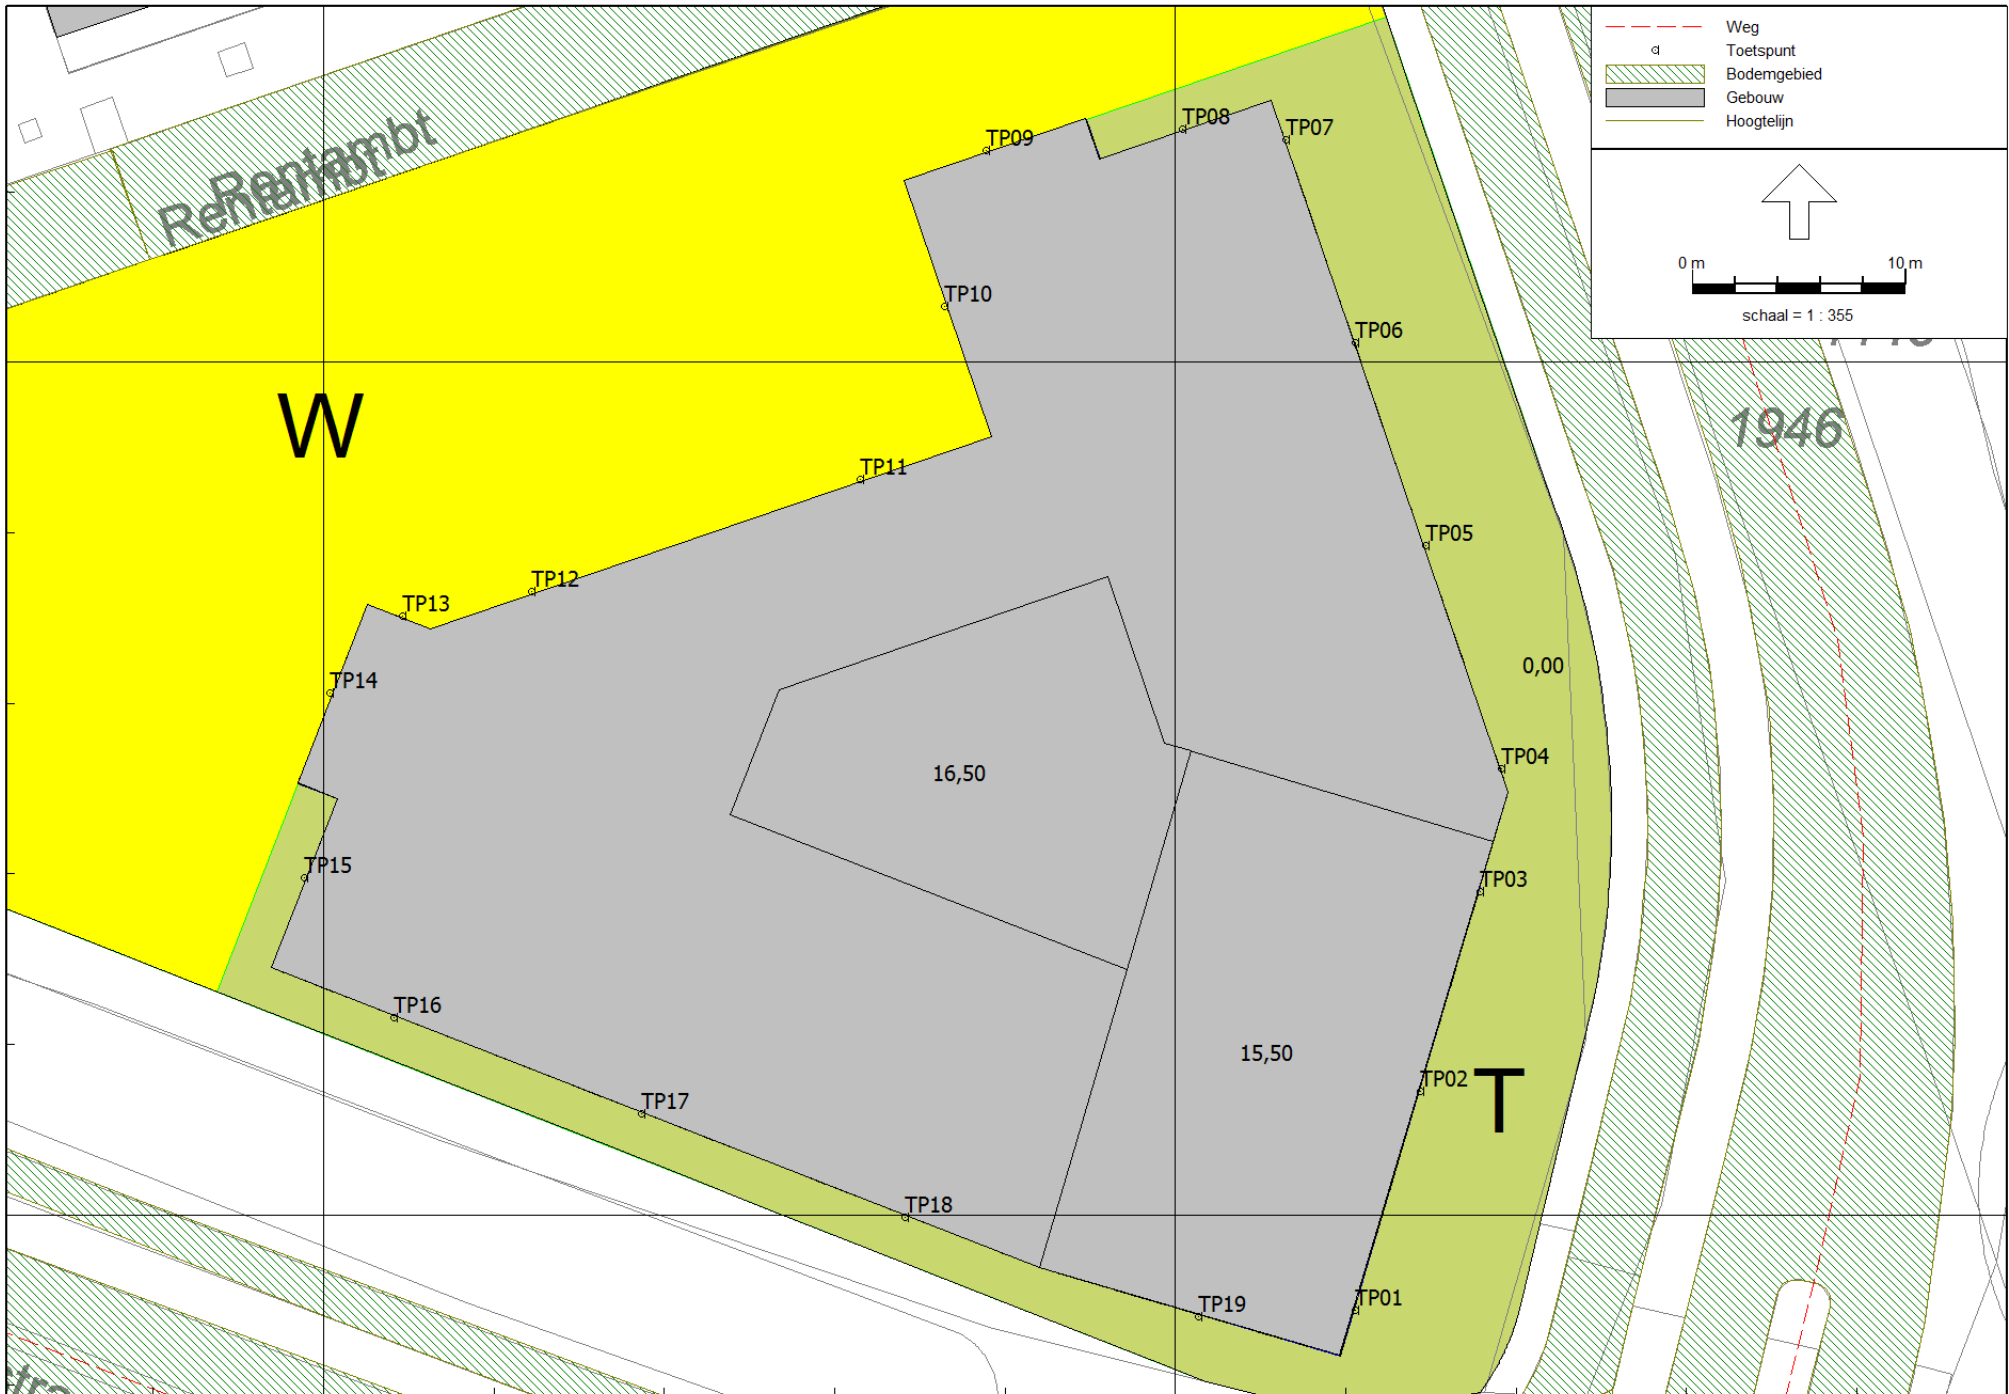 Weg
Toetspunt
Bodemgebied
Gebouw
Hoogtelijn
0 m 10 m
schaal = 1 : 355
Rentambt
Rentambt
TP09
TP08
TP07
TP10
TP06
W
1946
TP11
TP05
TP12
TP13
0,00
TP14
TP04
16,50
TP15
TP03
TP16
15,50
TP02
T
TP17
TP18
TP19
TP01